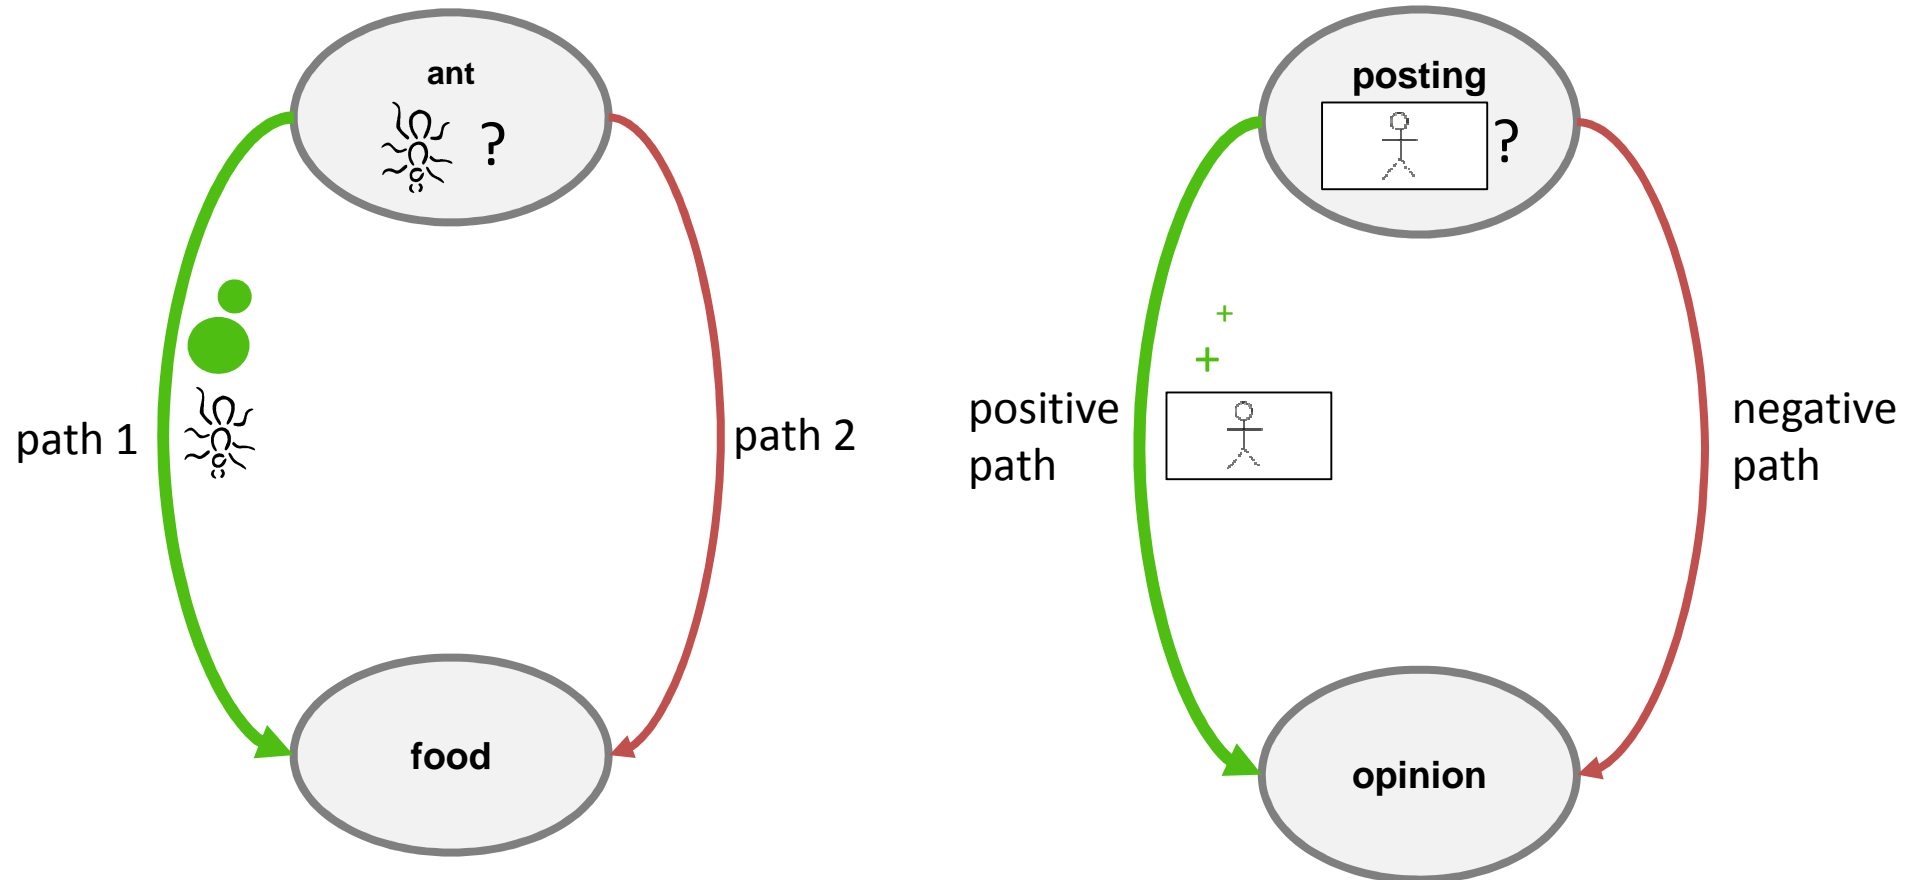 ant
?
path 1
path 2
food
posting
?
+
+
positive
path
negative
path
opinion